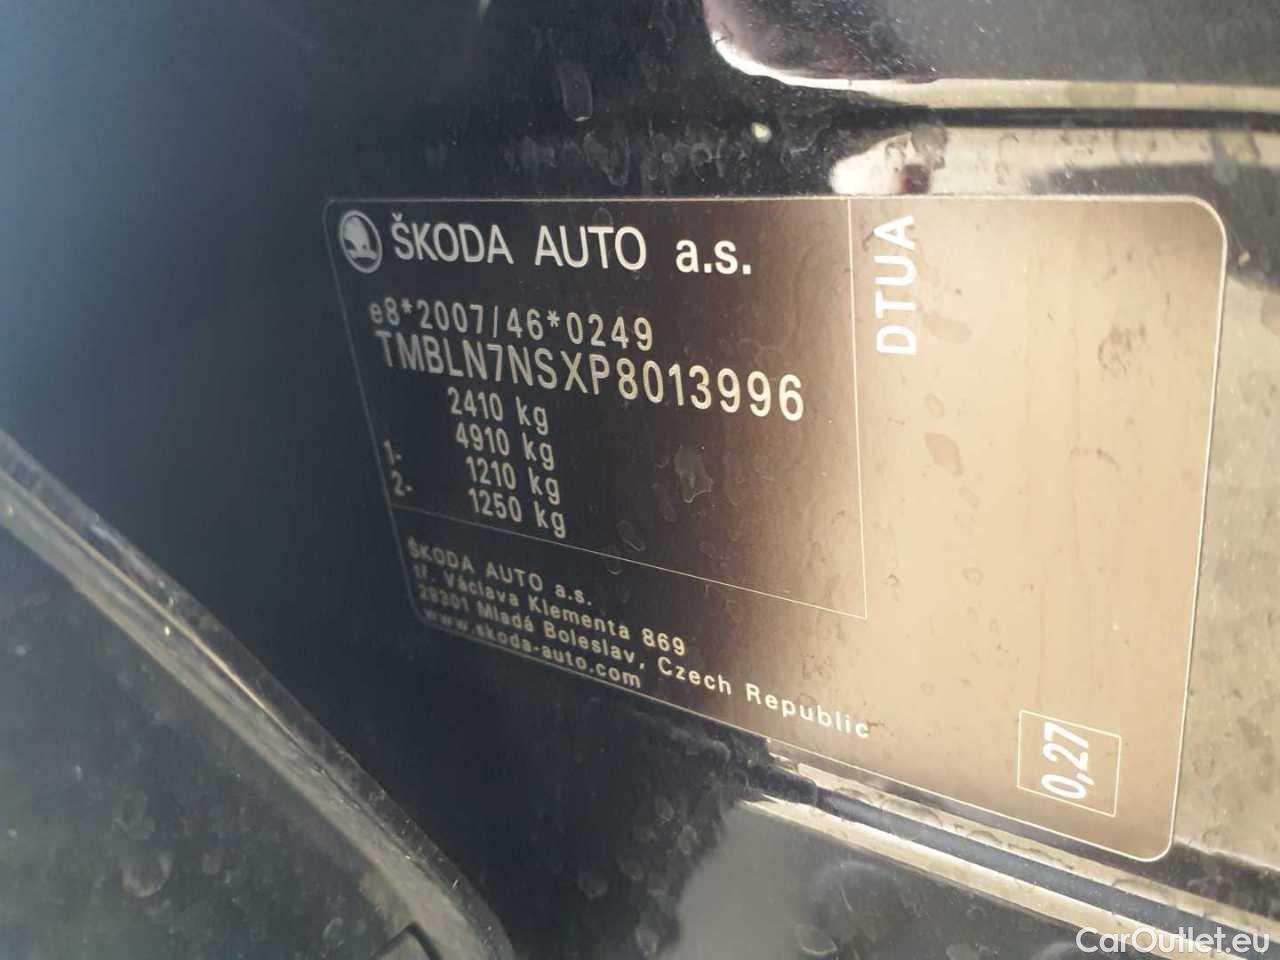 ŠKODA AUTO a.s.
e8*2007/46*0249
TMBLN7NSXP8013996
2410 kg
4910 kg
1- 1210 kg
2- 1250 kg
ŠKODA AUTO a.s.
tř. Václava Klementa 869
29301 Mladá Boleslav, Czech Republic
www.skoda-auto.com
DTUA
0,27
CarOutlet.eu